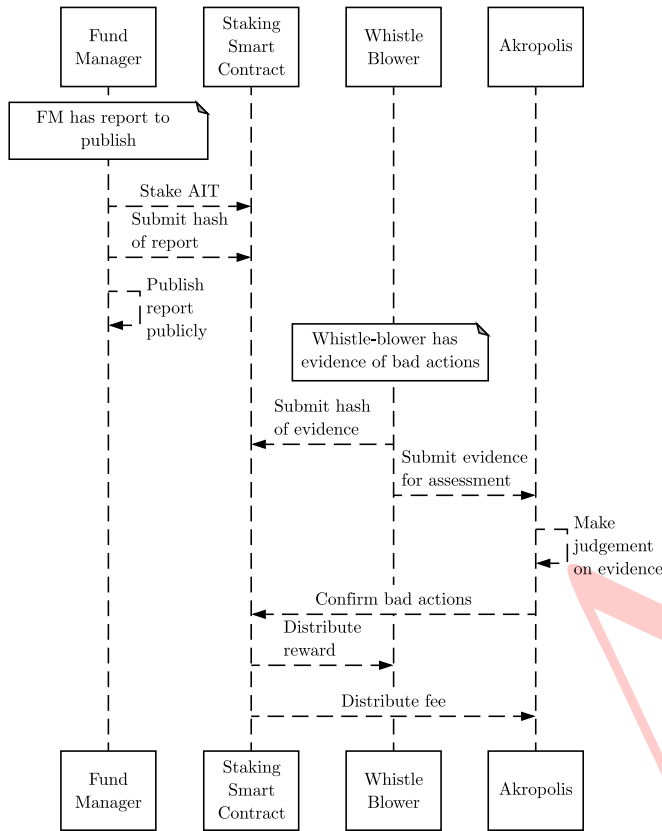 Fund
Manager
Staking
Smart
Contract
Whistle
Blower
Akropolis
FM has report to
publish
Stake AIT
Submit hash
of report
Publish
report
publicly
Whistle-blower has
evidence of bad actions
Submit hash
of evidence
Submit evidence
for assessment
Make
judgement
on evidence
Confirm bad actions
Distribute
reward
Distribute fee
Fund
Manager
Staking
Smart
Contract
Whistle
Blower
Akropolis